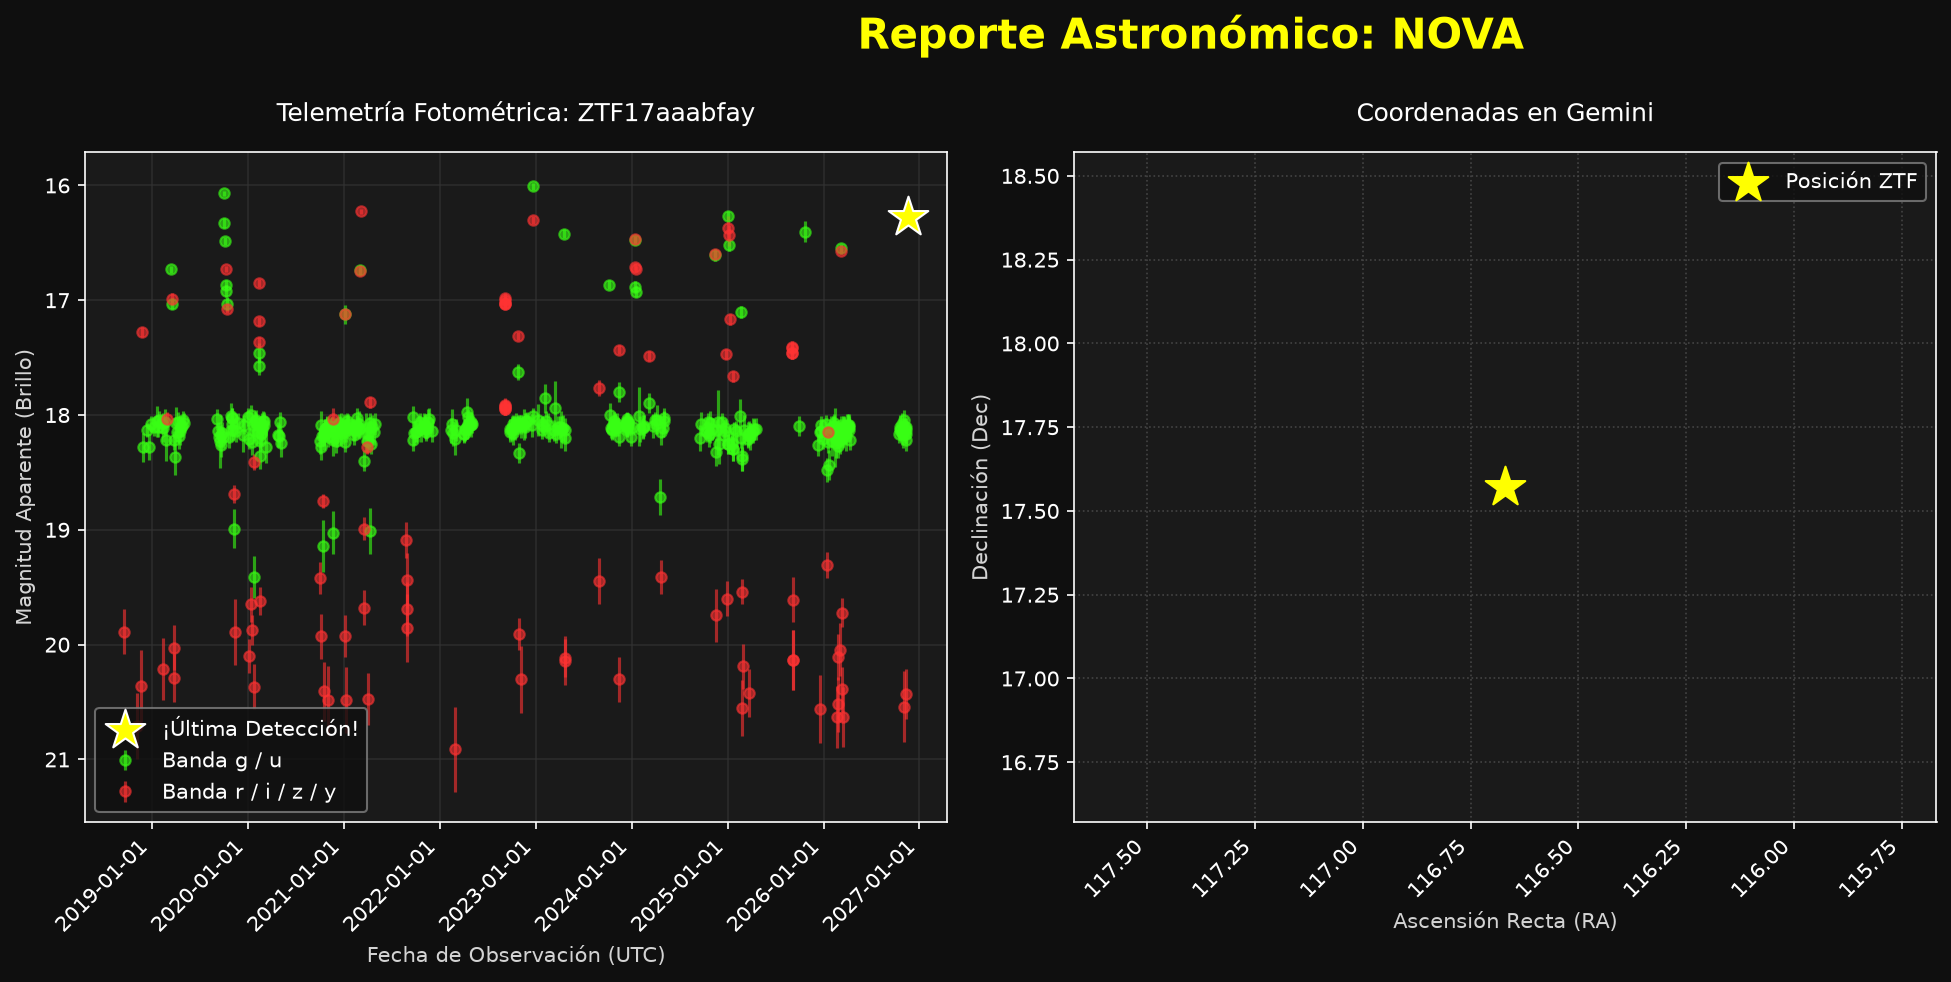 Reporte Astronómico: NOVA
Telemetría Fotométrica: ZTF17aaabfay
Magnitud Aparente (Brillo)
16
17
18
19
20
21
¡Última Detección!
Banda g / u
Banda r / i / z / y
2019-01-01
2020-01-01
2021-01-01
2022-01-01
2023-01-01
2024-01-01
2025-01-01
2026-01-01
2027-01-01
Fecha de Observación (UTC)
Coordenadas en Gemini
Posición ZTF
Declinación (Dec)
18.50
18.25
18.00
17.75
17.50
17.25
17.00
16.75
117.50
117.25
117.00
116.75
116.50
116.25
116.00
115.75
Ascensión Recta (RA)